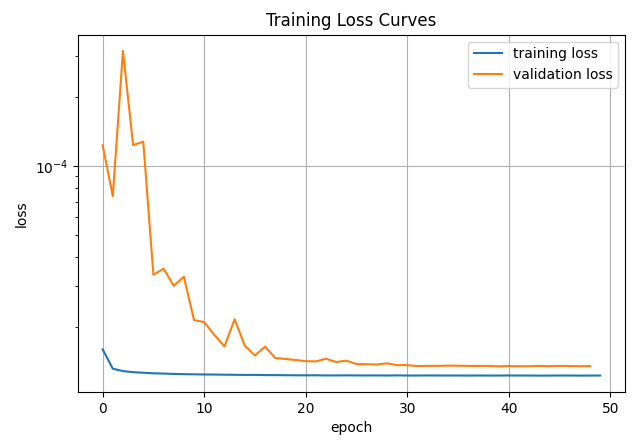 Training Loss Curves
training loss
validation loss
10⁻⁴
loss
0 10 20 30 40 50
epoch